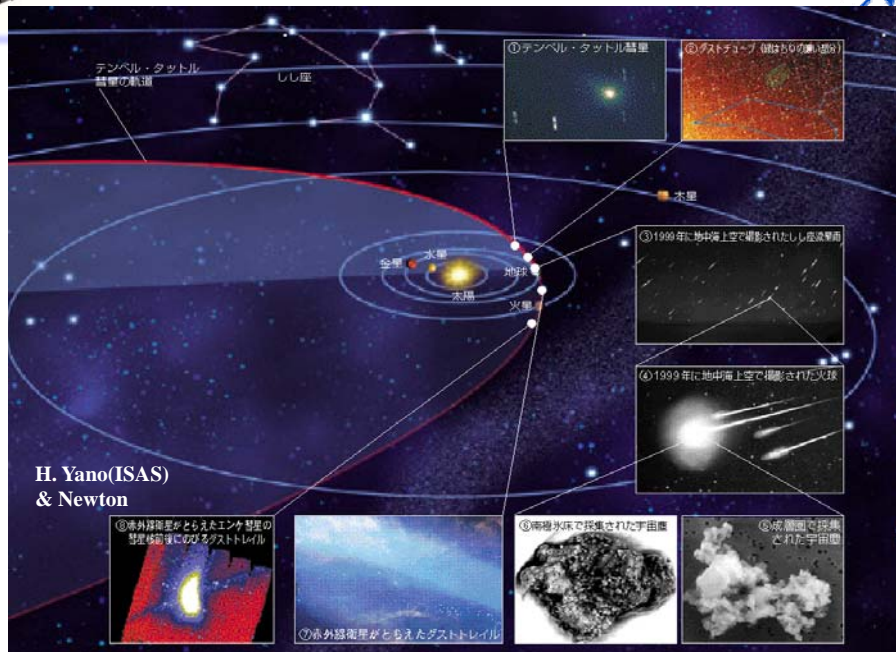 テンペル・タットル
彗星の軌道
しし座
①テンペル・タットル彗星
②ダストチューブ
木星
③1999年に地中海上空で撮影されたしし座流星雨
金星
水星
地球
太陽
火星
④1999年に地中海上空で撮影された火球
H. Yano(ISAS)
& Newton
⑧赤外線衛星がとらえたエンケ彗星の
彗星核前後にのびるダストトレイル
⑦赤外線衛星がとらえたダストトレイル
⑥南極氷床で採集された宇宙塵
⑤成層圏で採集
された宇宙塵